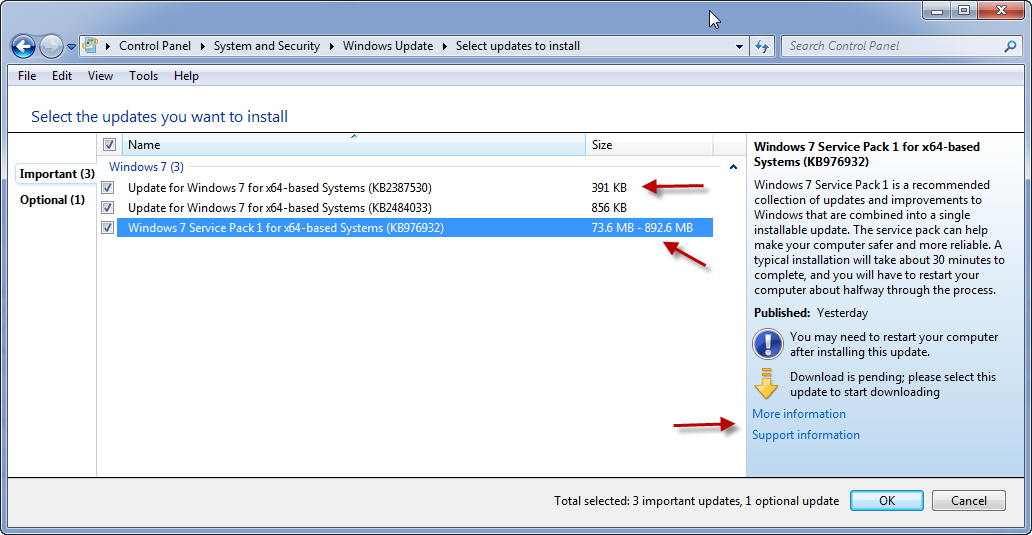 Control Panel System and Security Windows Update Select updates to install
Search Control Panel
File Edit View Tools Help
Select the updates you want to install
Name Size
Windows 7 (3)
Important (3)
Optional (1)
Update for Windows 7 for x64-based Systems (KB2387530) 391 KB
Update for Windows 7 for x64-based Systems (KB2484033) 856 KB
Windows 7 Service Pack 1 for x64-based Systems (KB976932) 73.6 MB - 892.6 MB
Windows 7 Service Pack 1 for x64-based
Systems (KB976932)
Windows 7 Service Pack 1 is a recommended
collection of updates and improvements to
Windows that are combined into a single
installable update. The service pack can help
make your computer safer and more reliable. A
typical installation will take about 30 minutes to
complete, and you will have to restart your
computer about halfway through the process.
Published: Yesterday
You may need to restart your computer
after installing this update.
Download is pending; please select this
update to start downloading
More information
Support information
Total selected: 3 important updates, 1 optional update
OK
Cancel